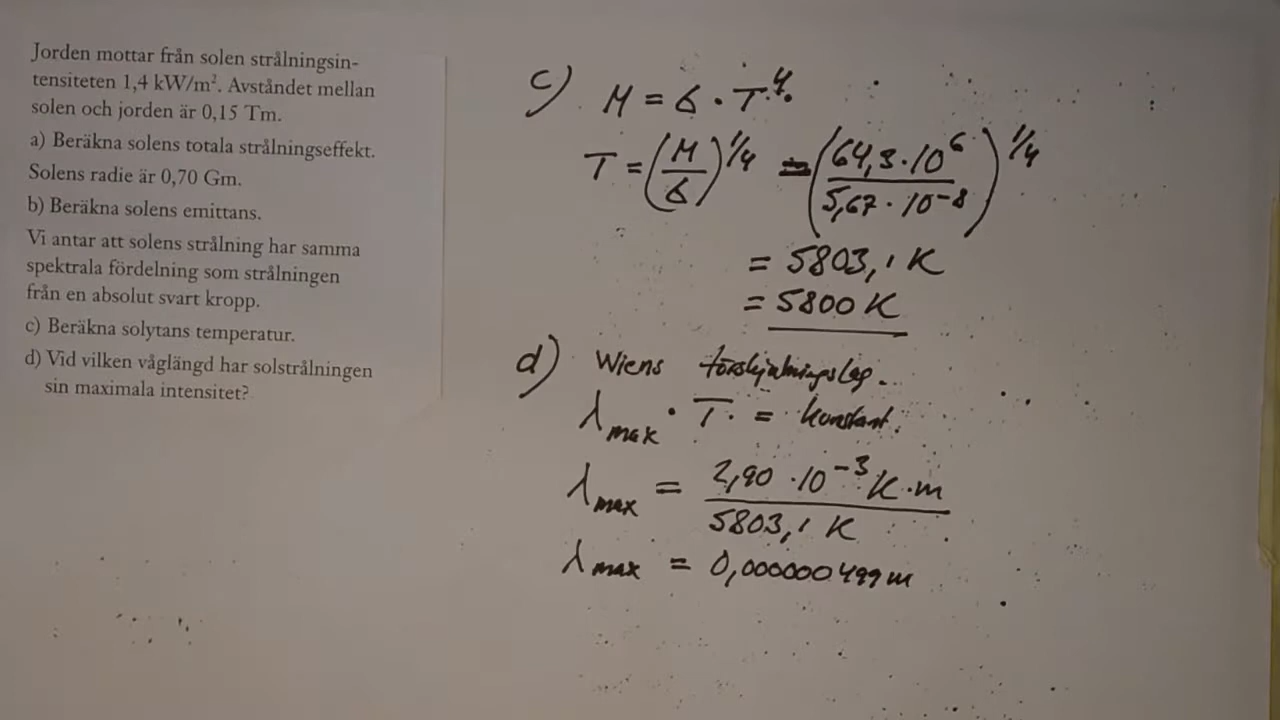 Jorden mottar från solen strålningsin-
tensiteten 1,4 kW/m². Avståndet mellan
solen och jorden är 0,15 Tm.
a) Beräkna solens totala strålningseffekt.
Solens radie är 0,70 Gm.
b) Beräkna solens emittans.
Vi antar att solens strålning har samma
spektrala fördelning som strålningen
från en absolut svart kropp.
c) Beräkna solytans temperatur.
d) Vid vilken våglängd har solstrålningen
sin maximala intensitet?
c) M = σ · T⁴
T = (M/σ)^1/4 = (64,3 · 10⁶ / 5,67 · 10⁻⁸)^1/4
= 5803,1 K
= 5800 K
d) Wiens förskjutningslag.
λmax · T = konstant.
λmax = 2,90 · 10⁻³ K·m / 5803,1 K
λmax = 0,000000499 m